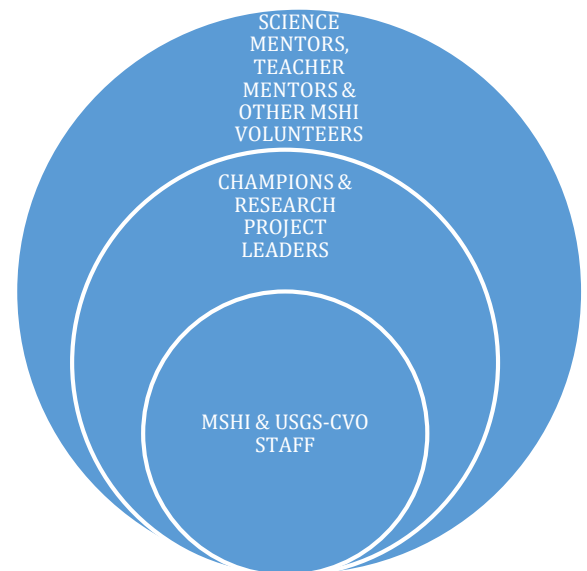 SCIENCE
MENTORS,
TEACHER
MENTORS &
OTHER MSHI
VOLUNTEERS
CHAMPIONS &
RESEARCH
PROJECT
LEADERS
MSHI & USGS-CVO
STAFF